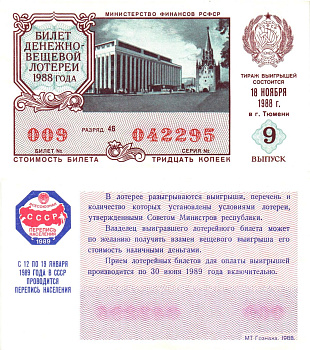 МИНИСТЕРСТВО ФИНАНСОВ РСФСР
БИЛЕТ
ДЕНЕЖНО-
ВЕЩЕВОЙ
ЛОТЕРЕИ
1988 ГОДА
ТИРАЖ ВЫИГРЫШЕЙ
СОСТОИТСЯ
18 НОЯБРЯ
1988 г.
в г. Тюмени
009 РАЗРЯД 46 042295
БИЛЕТ № СЕРИЯ №
9
СТОИМОСТЬ БИЛЕТА ТРИДЦАТЬ КОПЕЕК
ВЫПУСК
ВСЕСОЮЗНАЯ
СССР
ПЕРЕПИСЬ
НАСЕЛЕНИЯ
1989
С 12 ПО 19 ЯНВАРЯ
1989 ГОДА В СССР
ПРОВОДИТСЯ
ПЕРЕПИСЬ НАСЕЛЕНИЯ
В лотерее разыгрываются выигрыши, перечень и
количество которых установлены условиями лотереи,
утвержденными Советом Министров республики.
Владелец выигравшего лотерейного билета может
по желанию получить взамен вещевого выигрыша его
стоимость наличными деньгами.
Прием лотерейных билетов для оплаты выигрышей
производится по 30 июня 1989 года включительно.
МТ Гознака. 1988.